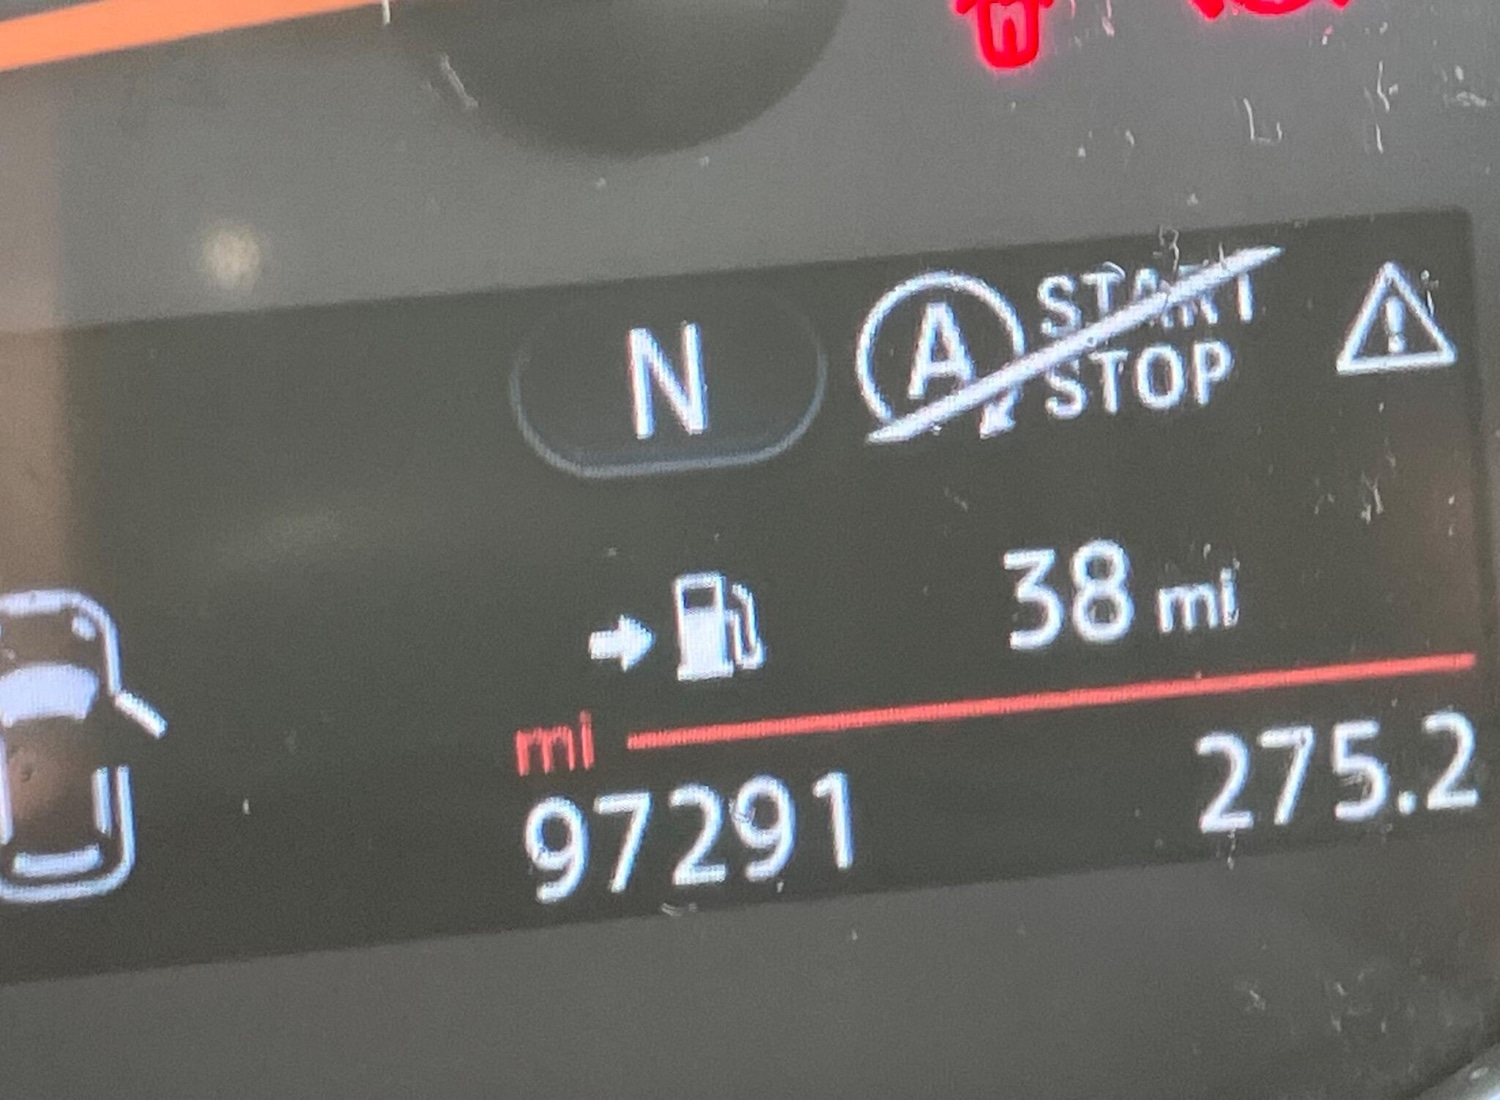 N
A START
STOP
38 mi
mi
97291 275.2